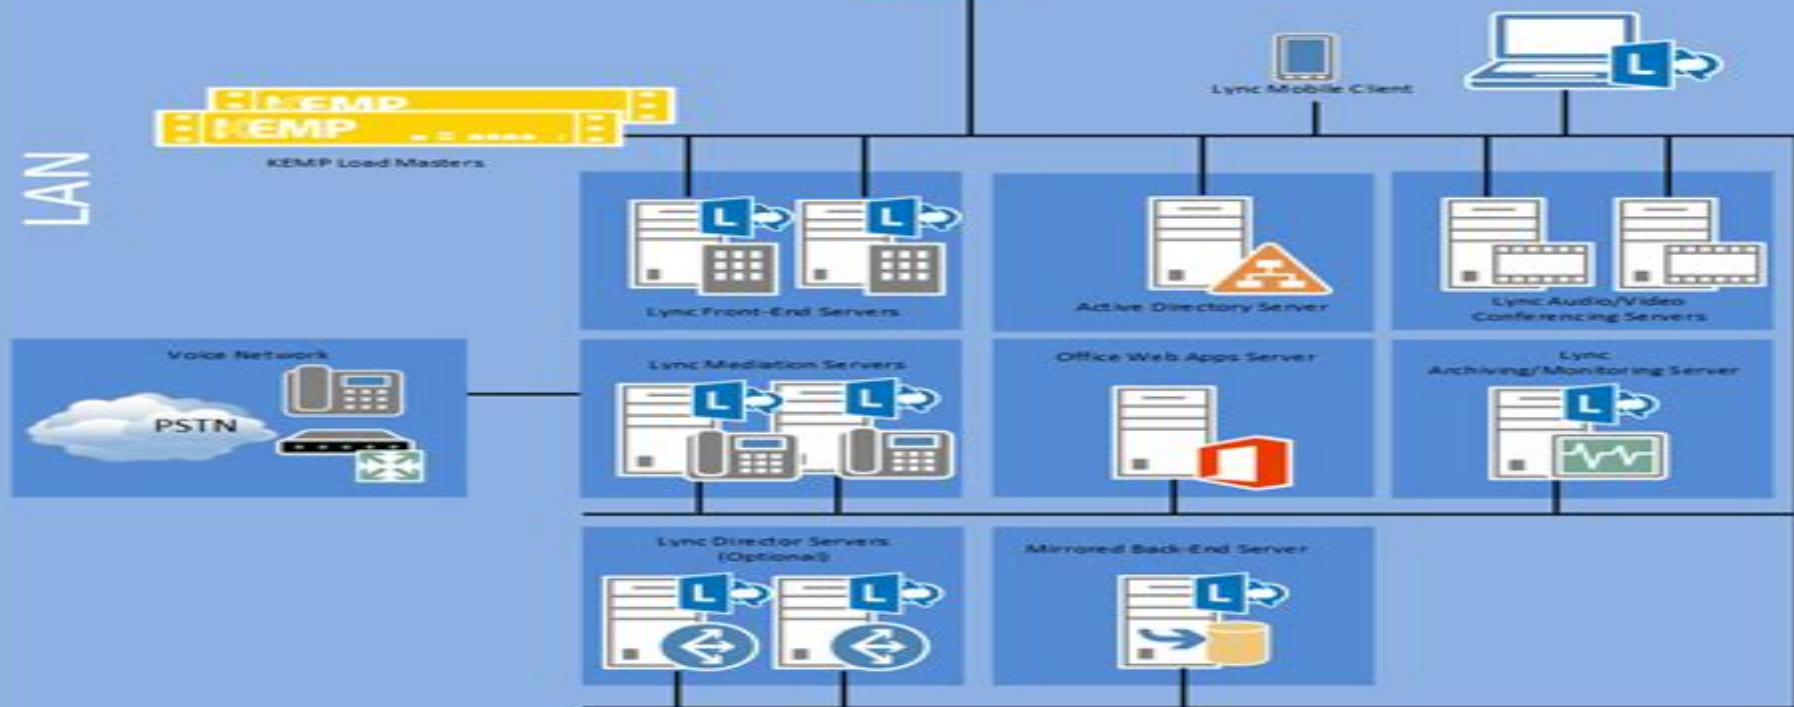 LAN
KEMP
KEMP
KEMP Load Masters
Lync Mobile Client
L
L
L
Lync Front-End Servers
Active Directory Server
Lync Audio/Video
Conferencing Servers
Voice Network
PSTN
Lync Mediation Servers
L
L
Office Web Apps Server
Lync
Archiving/Monitoring Server
L
Lync Director Servers
(Optional)
L
L
Mirrored Back-End Server
L